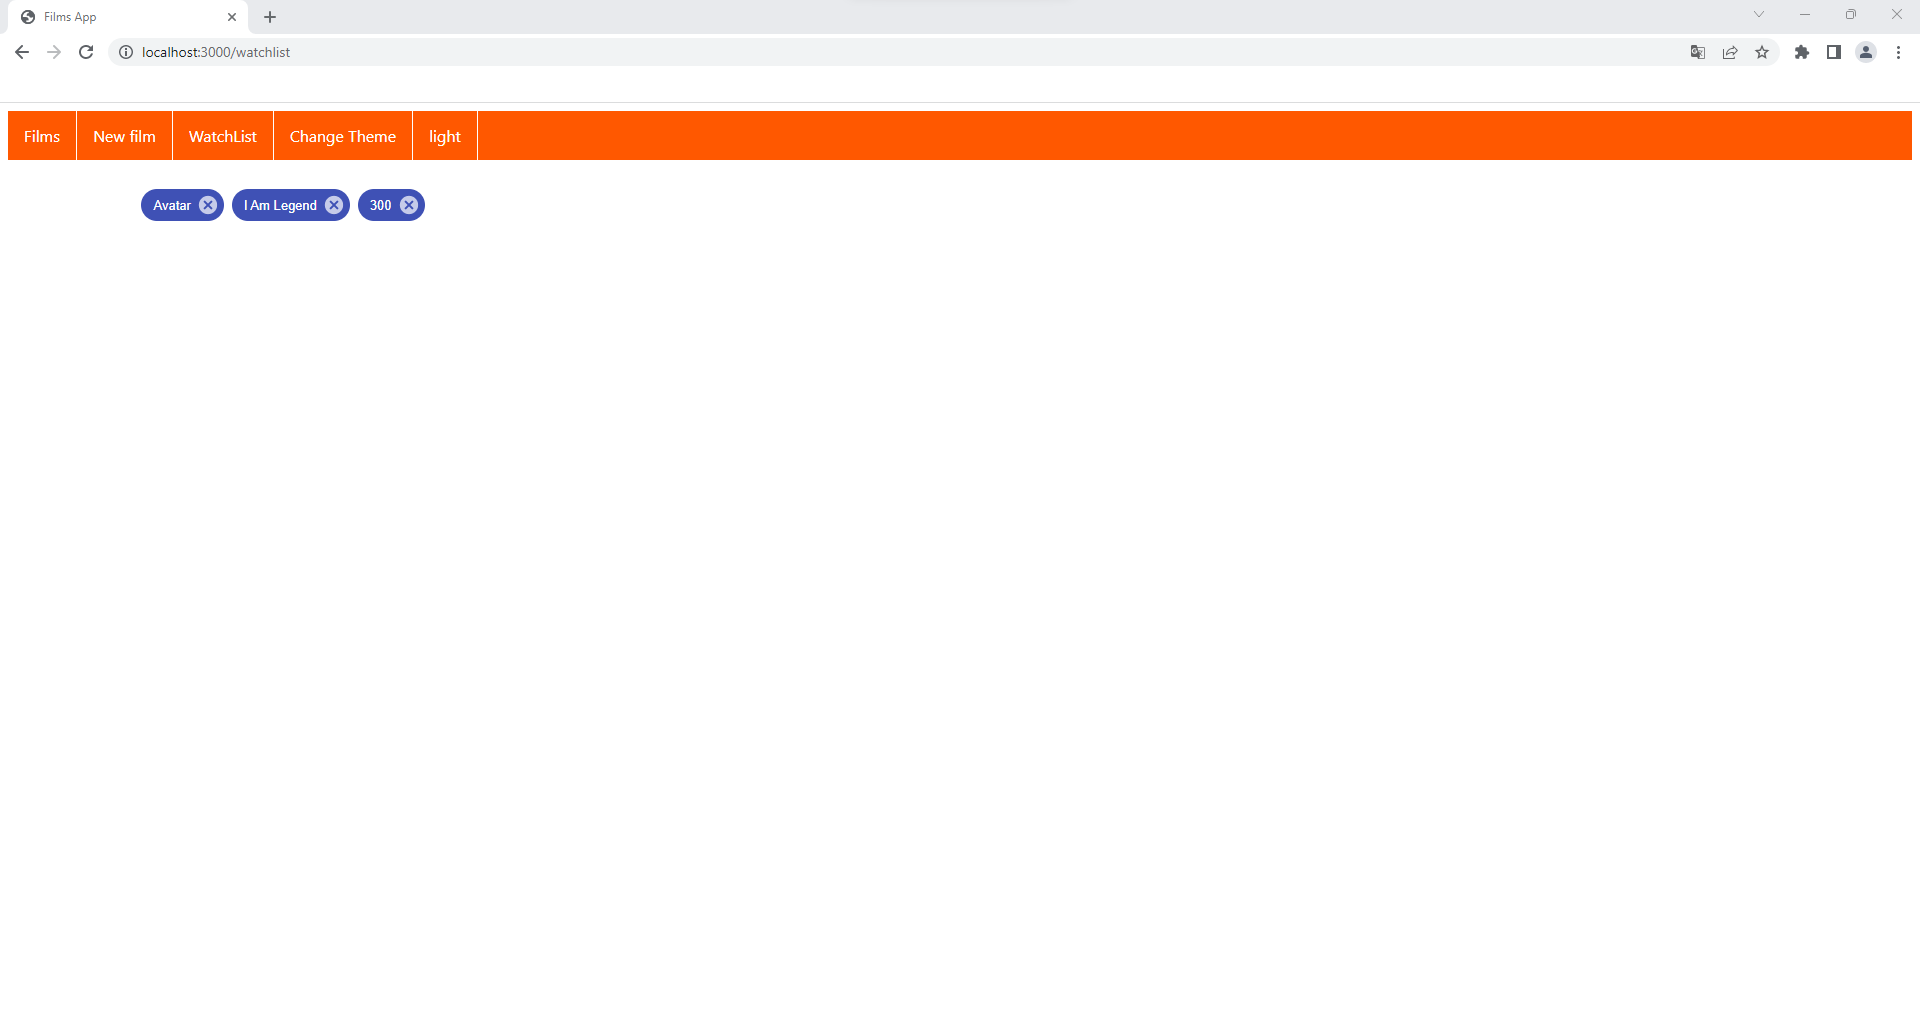 Films App
localhost:3000/watchlist
Films New film WatchList Change Theme light
Avatar I Am Legend 300